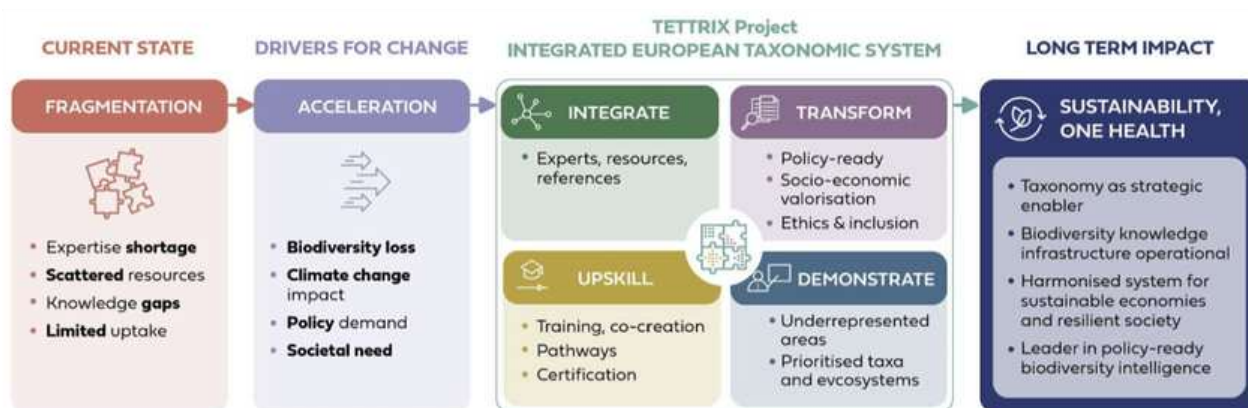 CURRENT STATE
FRAGMENTATION
Expertise shortage
Scattered resources
Knowledge gaps
Limited uptake
DRIVERS FOR CHANGE
ACCELERATION
Biodiversity loss
Climate change
impact
Policy demand
Societal need
TETTRIX Project
INTEGRATED EUROPEAN TAXONOMIC SYSTEM
INTEGRATE
Experts, resources,
references
TRANSFORM
Policy-ready
Socio-economic
valorisation
Ethics & inclusion
UPSKILL
Training, co-creation
Pathways
Certification
DEMONSTRATE
Underrepresented
areas
Prioritised taxa
and evcosystems
LONG TERM IMPACT
SUSTAINABILITY,
ONE HEALTH
Taxonomy as strategic
enabler
Biodiversity knowledge
infrastructure operational
Harmonised system for
sustainable economies
and resilient society
Leader in policy-ready
biodiversity intelligence